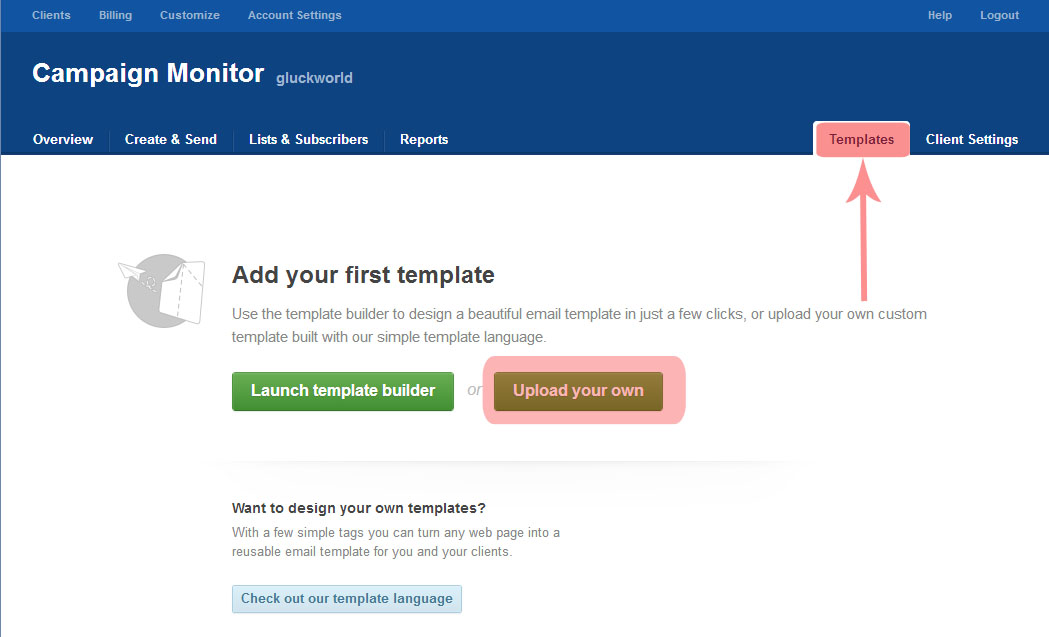 Clients Billing Customize Account Settings Help Logout
Campaign Monitor gluckworld
Overview Create & Send Lists & Subscribers Reports Templates Client Settings
Add your first template
Use the template builder to design a beautiful email template in just a few clicks, or upload your own custom
template built with our simple template language.
Launch template builder or Upload your own
Want to design your own templates?
With a few simple tags you can turn any web page into a
reusable email template for you and your clients.
Check out our template language